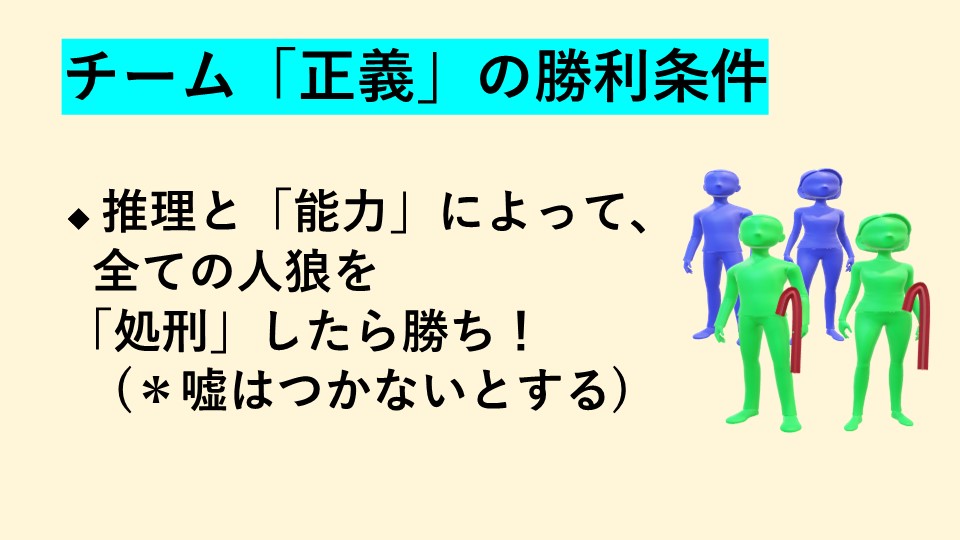 チーム「正義」の勝利条件
◆推理と「能力」によって、
全ての人狼を
「処刑」したら勝ち！
（＊嘘はつかないとする）